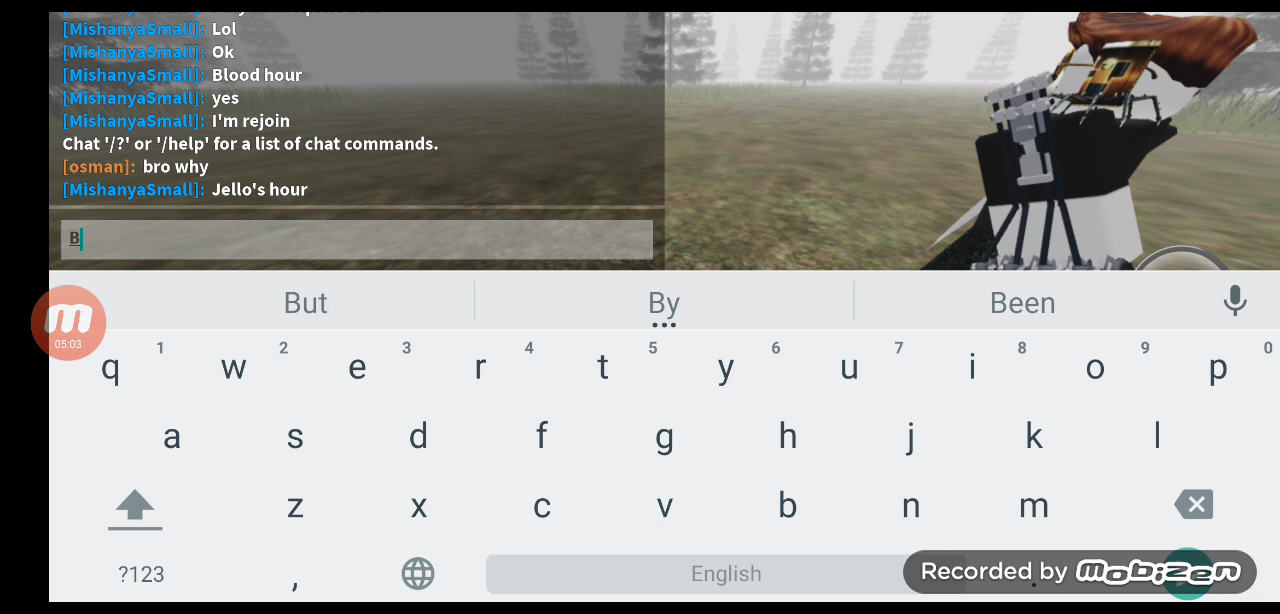 [MishanyaSmall]: Lol
[MishanyaSmall]: Ok
[MishanyaSmall]: Blood hour
[MishanyaSmall]: yes
[MishanyaSmall]: I'm rejoin
Chat '/?' or '/help' for a list of chat commands.
[osman]: bro why
[MishanyaSmall]: Jello's hour
B
But By Been
05:03
1 2 3 4 5 6 7 8 9 0
q w e r t y u i o p
a s d f g h j k l
z x c v b n m
?123 , English .
Recorded by mobizen